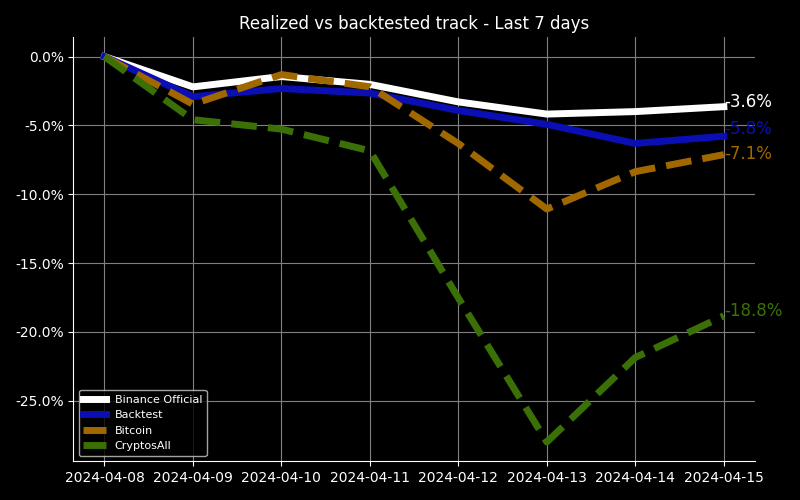 Realized vs backtested track - Last 7 days
0.0%
-5.0%
-10.0%
-15.0%
-20.0%
-25.0%
-3.6%
-5.8%
-7.1%
-18.8%
Binance Official
Backtest
Bitcoin
CryptosAll
2024-04-08 2024-04-09 2024-04-10 2024-04-11 2024-04-12 2024-04-13 2024-04-14 2024-04-15